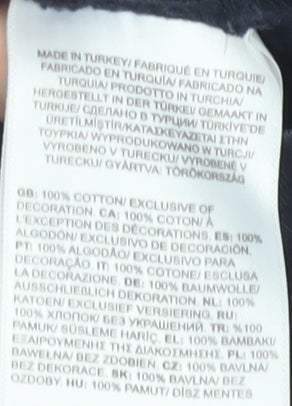 MADE IN TURKEY/ FABRIQUÉ EN TURQUIE/
FABRICADO EN TURQUÍA/ FABRICADO NA
TURQUIA/ PRODOTTO IN TURCHIA/
HERGESTELLT IN DER TÜRKEI/ GEMAAKT IN
TURKIJE/ СДЕЛАНО В ТУРЦИИ/ TÜRKİYE'DE
ÜRETİLMİŞTİR/ ΚΑΤΑΣΚΕΥΑΖΕΤΑΙ ΣΤΗΝ
ΤΟΥΡΚΙΑ/ WYPRODUKOWANO W TURCJI/
VYROBENO V TURECKU/ VYROBENÉ V
TURECKU/ GYÁRTVA: TÖRÖKORSZÁG
GB: 100% COTTON/ EXCLUSIVE OF
DECORATION. CA: 100% COTON/ À
L'EXCEPTION DES DÉCORATIONS. ES: 100%
ALGODÓN/ EXCLUSIVO DE DECORACIÓN.
PT: 100% ALGODÃO/ EXCLUSIVO PARA
DECORAÇÃO. IT: 100% COTONE/ ESCLUSA
LA DECORAZIONE. DE: 100% BAUMWOLLE/
AUSSCHLIEßLICH DEKORATION. NL: 100%
KATOEN/ EXCLUSIEF VERSIERING. RU:
100% ХЛОПОК/ БЕЗ УКРАШЕНИЙ. TR: %100
PAMUK/ SÜSLEME HARİÇ. EL: 100% ΒΑΜΒΑΚΙ/
ΕΞΑΙΡΟΥΜΕΝΗΣ ΤΗΣ ΔΙΑΚΟΣΜΗΣΗΣ. PL: 100%
BAWEŁNA/ BEZ ZDOBIEŃ. CZ: 100% BAVLNA/
BEZ DEKORACE. SK: 100% BAVLNA/ BEZ
OZDOBY. HU: 100% PAMUT/ DÍSZ MENTES